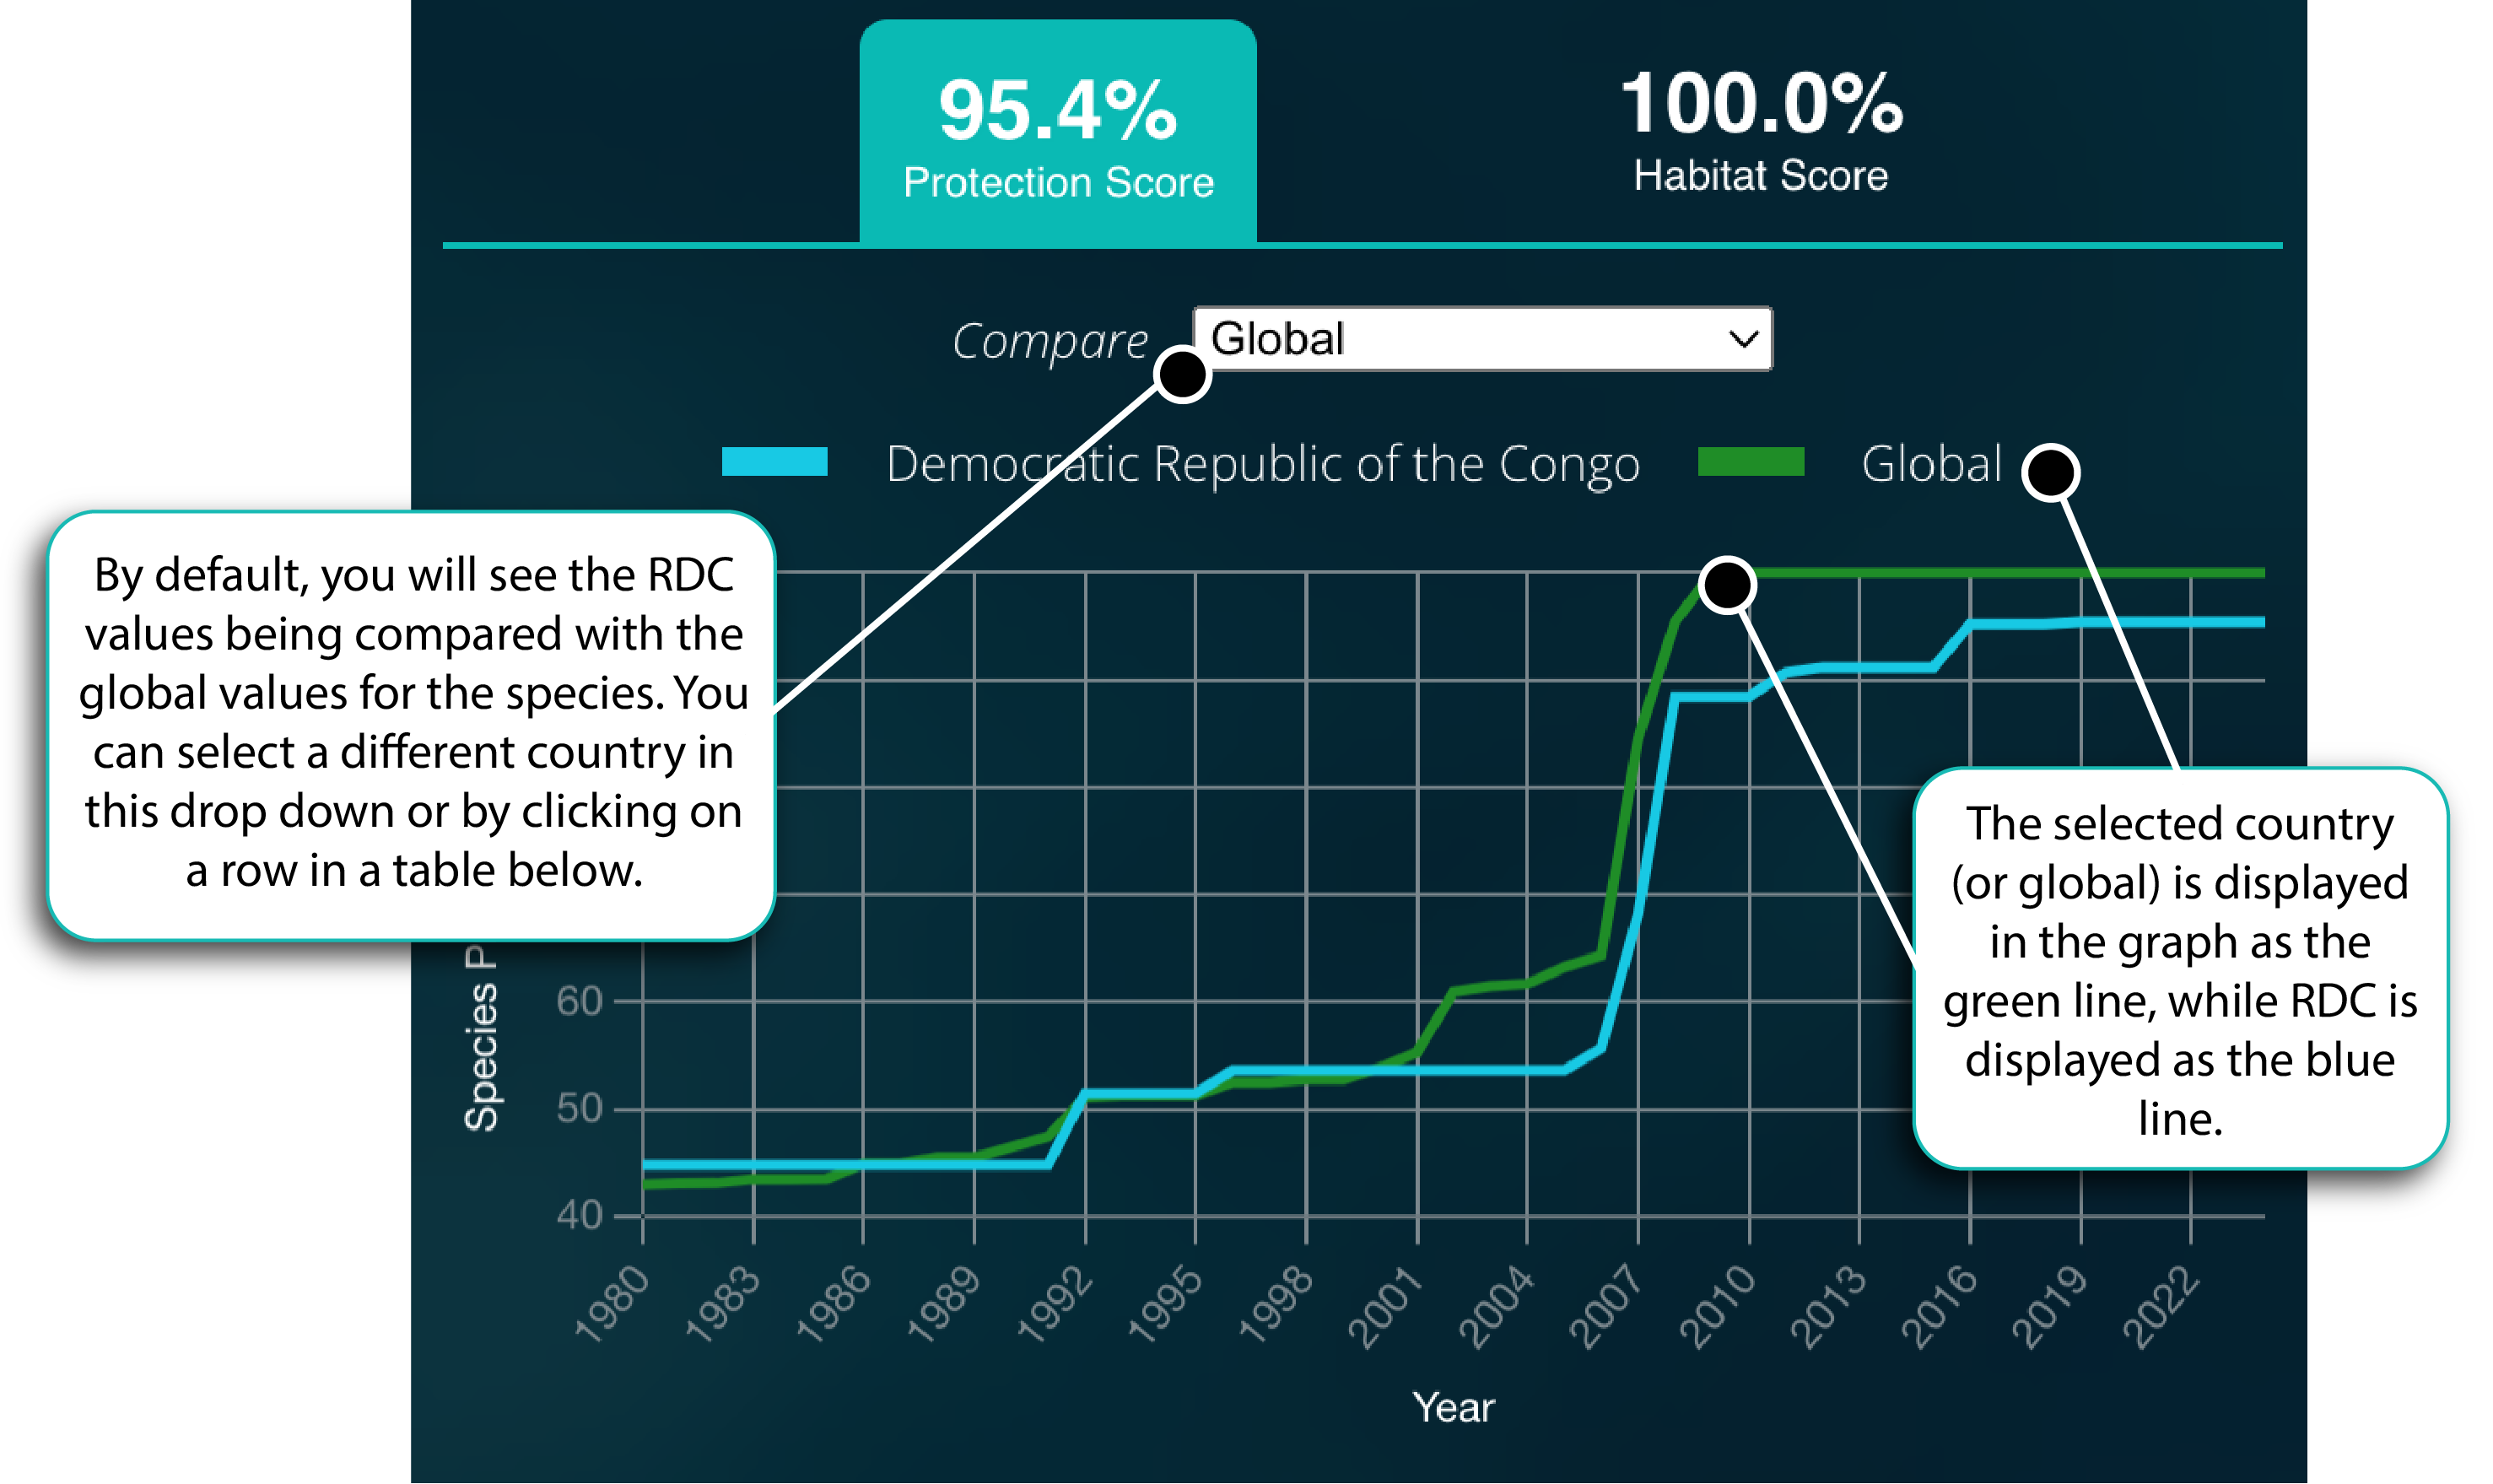 95.4%
Protection Score
100.0%
Habitat Score
Compare
Global
Democratic Republic of the Congo
Global
By default, you will see the RDC
values being compared with the
global values for the species. You
can select a different country in
this drop down or by clicking on
a row in a table below.
The selected country
(or global) is displayed
in the graph as the
green line, while RDC is
displayed as the blue
line.
Species P
60
50
40
1980
1983
1986
1989
1992
1995
1998
2001
2004
2007
2010
2013
2016
2019
2022
Year